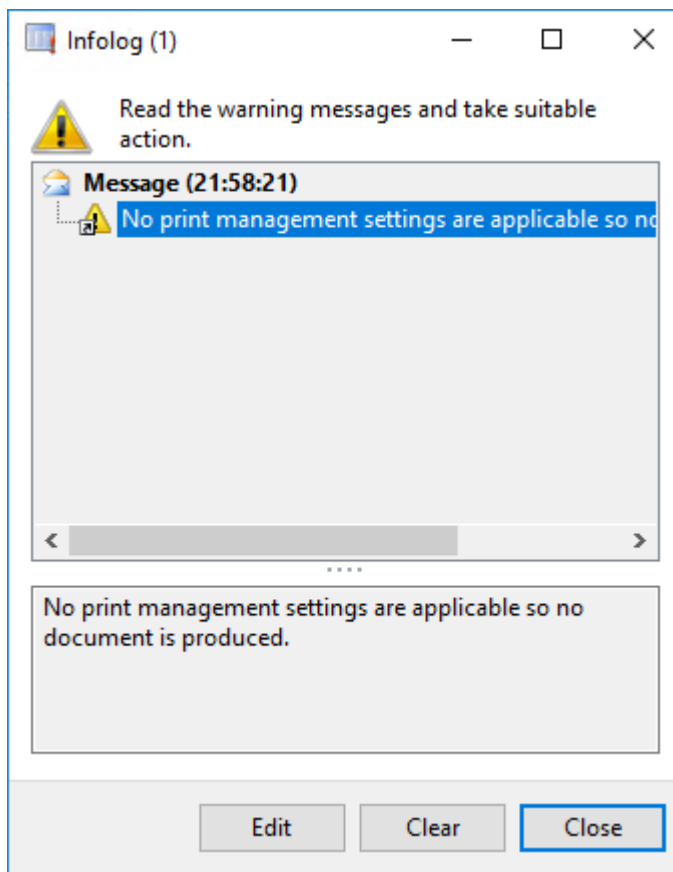 Infolog (1)
Read the warning messages and take suitable
action.
Message (21:58:21)
No print management settings are applicable so no
No print management settings are applicable so no
document is produced.
Edit
Clear
Close